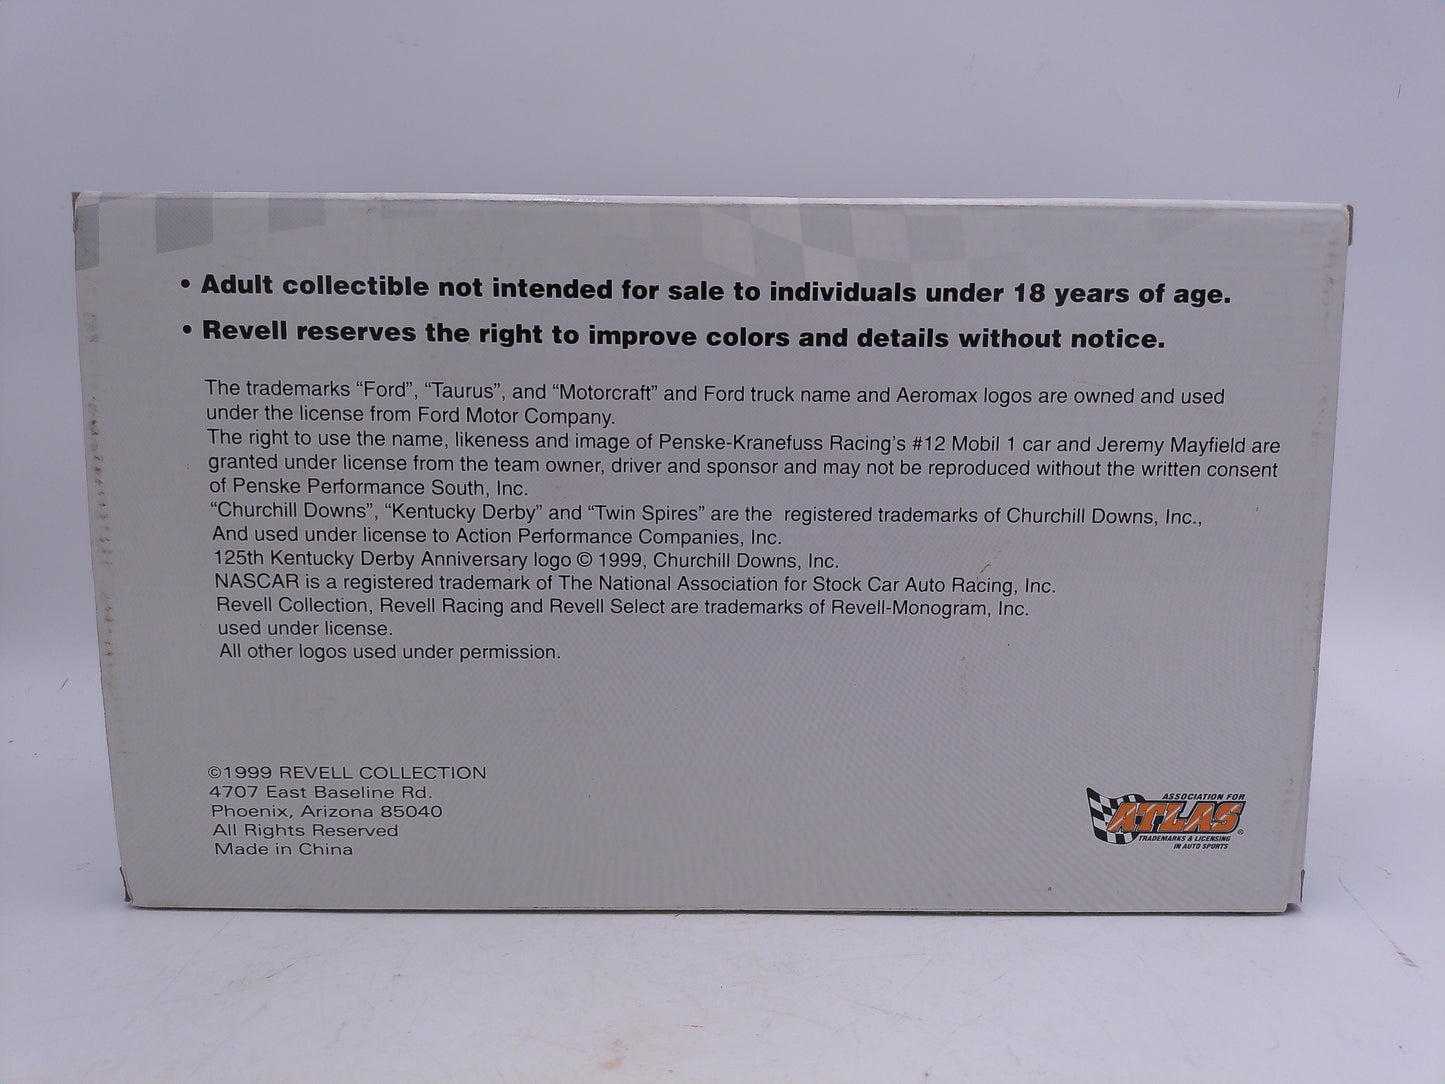 • Adult collectible not intended for sale to individuals under 18 years of age.
• Revell reserves the right to improve colors and details without notice.
The trademarks “Ford”, “Taurus”, and “Motorcraft” and Ford truck name and Aeromax logos are owned and used
under the license from Ford Motor Company.
The right to use the name, likeness and image of Penske-Kranefuss Racing's #12 Mobil 1 car and Jeremy Mayfield are
granted under license from the team owner, driver and sponsor and may not be reproduced without the written consent
of Penske Performance South, Inc.
“Churchill Downs”, “Kentucky Derby” and “Twin Spires” are the registered trademarks of Churchill Downs, Inc.,
And used under license to Action Performance Companies, Inc.
125th Kentucky Derby Anniversary logo © 1999, Churchill Downs, Inc.
NASCAR is a registered trademark of The National Association for Stock Car Auto Racing, Inc.
Revell Collection, Revell Racing and Revell Select are trademarks of Revell-Monogram, Inc.
used under license.
All other logos used under permission.
©1999 REVELL COLLECTION
4707 East Baseline Rd.
Phoenix, Arizona 85040
All Rights Reserved
Made in China
ASSOCIATION FOR
ATLAS®
TRADEMARKS & LICENSING
IN AUTO SPORTS